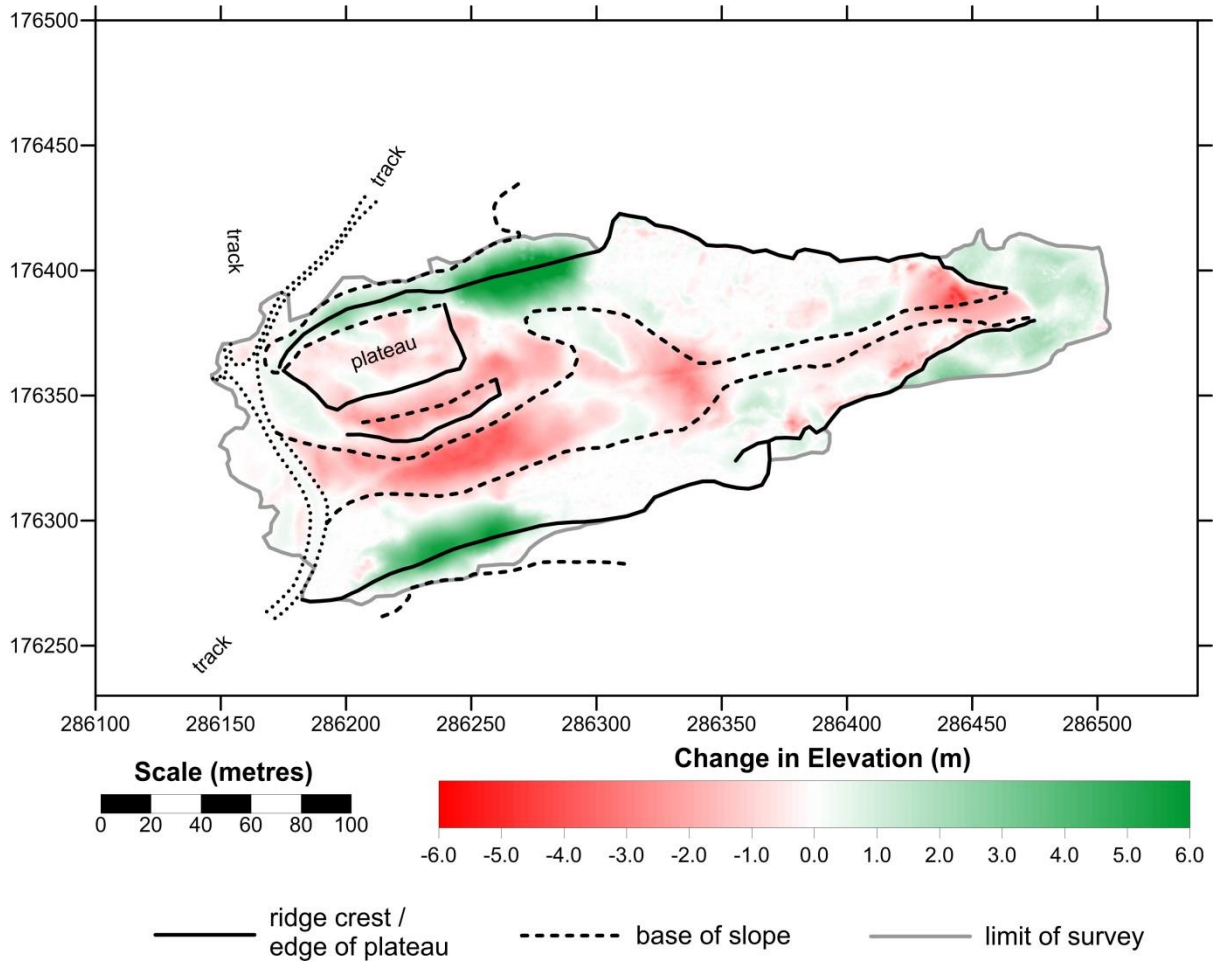 176500
176450
176400
176350
176300
176250
track
track
plateau
track
286100 286150 286200 286250 286300 286350 286400 286450 286500
Scale (metres)
0 20 40 60 80 100
Change in Elevation (m)
-6.0 -5.0 -4.0 -3.0 -2.0 -1.0 0.0 1.0 2.0 3.0 4.0 5.0 6.0
ridge crest /
edge of plateau
base of slope
limit of survey